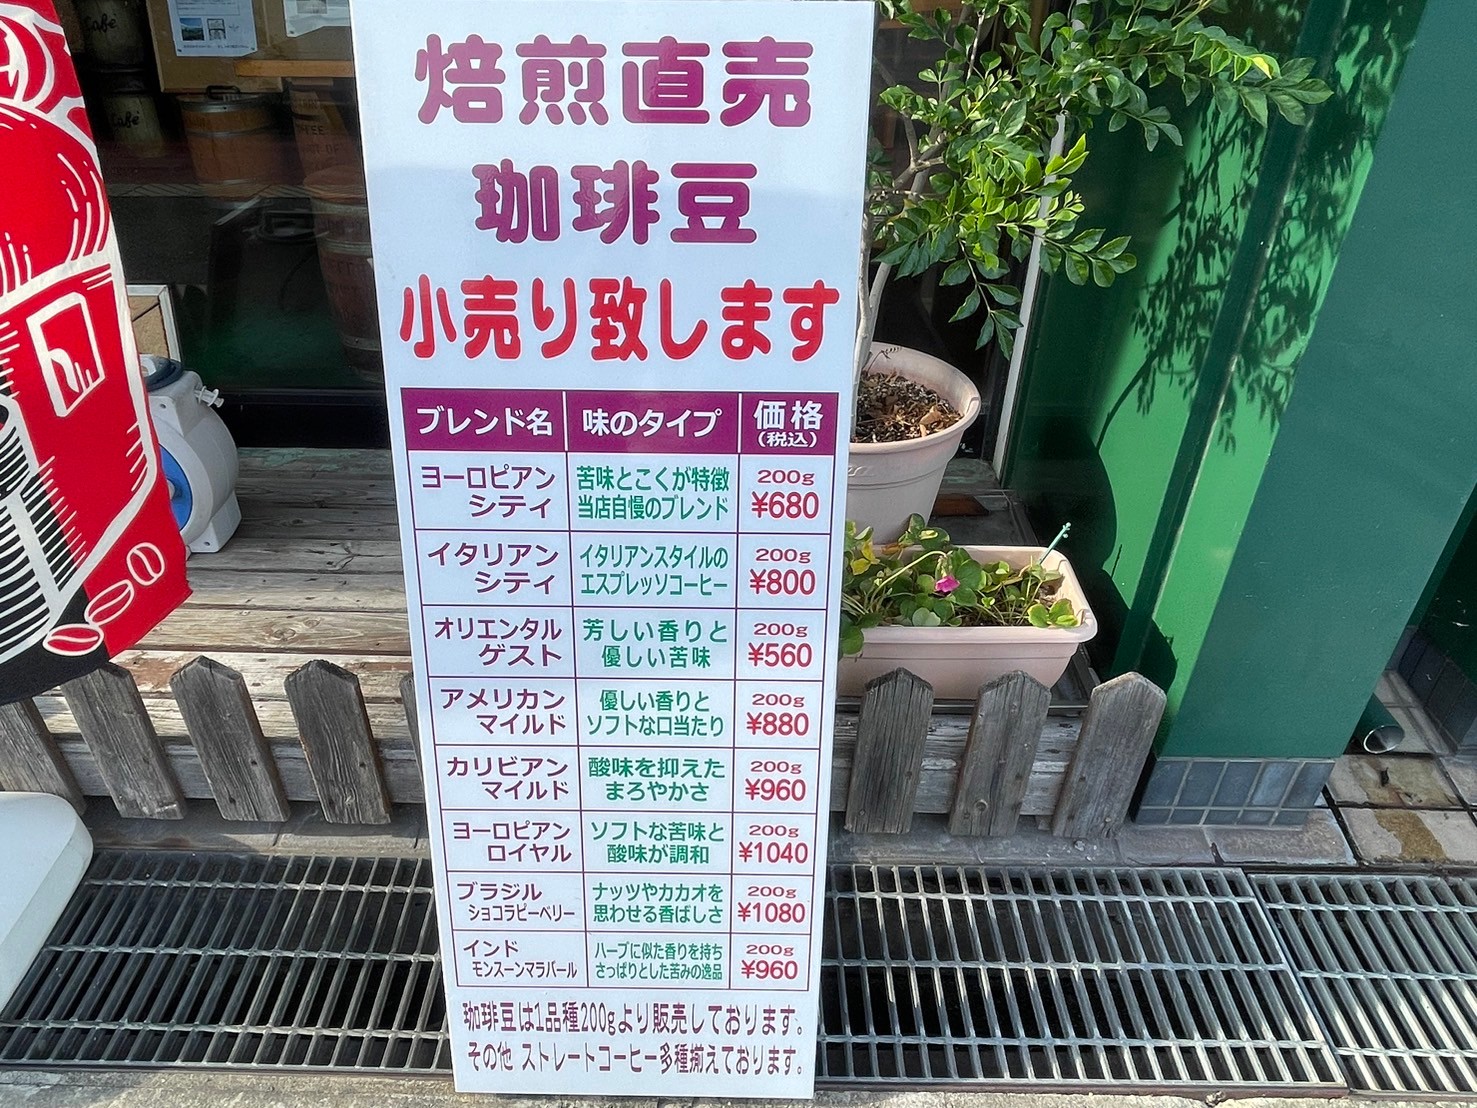 焙煎直売
珈琲豆
小売り致します
ブレンド名 味のタイプ 価格
(税込)
ヨーロピアン
シティ
苦味とこくが特徴
当店自慢のブレンド
200g
¥680
イタリアン
シティ
イタリアンスタイルの
エスプレッソコーヒー
200g
¥800
オリエンタル
ゲスト
芳しい香りと
優しい苦味
200g
¥560
アメリカン
マイルド
優しい香りと
ソフトな口当たり
200g
¥880
カリビアン
マイルド
酸味を抑えた
まろやかさ
200g
¥960
ヨーロピアン
ロイヤル
ソフトな苦味と
酸味が調和
200g
¥1040
ブラジル
ショコラピーベリー
ナッツやカカオを
思わせる香ばしさ
200g
¥1080
インド
モンスーンマラバール
ハーブに似た香りを持ち
さっぱりとした苦みの逸品
200g
¥960
珈琲豆は1品種200gより販売しております。
その他 ストレートコーヒー多種揃えております。
Cafe
Cafe